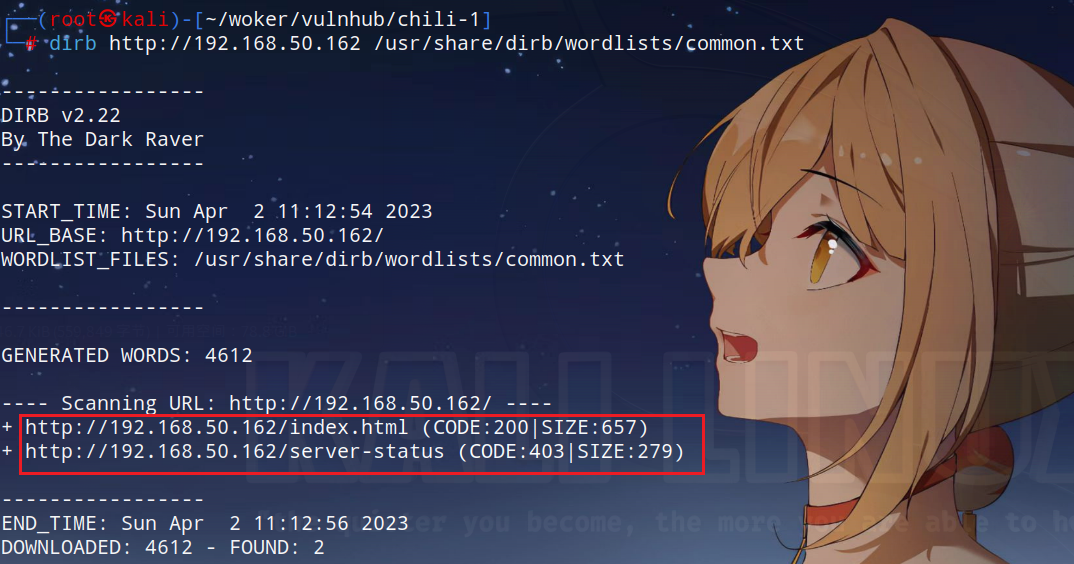 ┌──(root㉿kali)-[~/woker/vulnhub/chili-1]
└─# dirb http://192.168.50.162 /usr/share/dirb/wordlists/common.txt
-----------------
DIRB v2.22
By The Dark Raver
-----------------
START_TIME: Sun Apr  2 11:12:54 2023
URL_BASE: http://192.168.50.162/
WORDLIST_FILES: /usr/share/dirb/wordlists/common.txt
-----------------
GENERATED WORDS: 4612
---- Scanning URL: http://192.168.50.162/ ----
+ http://192.168.50.162/index.html (CODE:200|SIZE:657)
+ http://192.168.50.162/server-status (CODE:403|SIZE:279)
-----------------
END_TIME: Sun Apr  2 11:12:56 2023
DOWNLOADED: 4612 - FOUND: 2
KALI LINUX
you become, the more you are able to